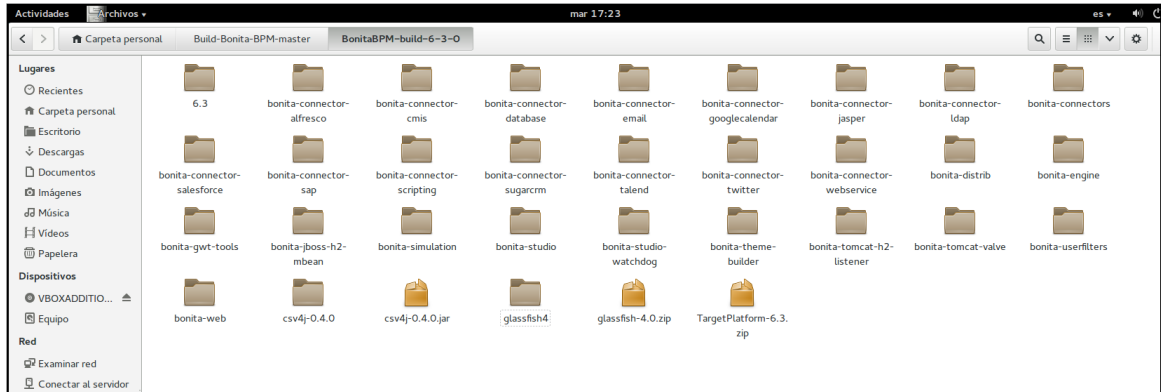 Actividades Archivos mar 17:23 es
Carpeta personal Build-Bonita-BPM-master BonitaBPM-build-6-3-0
Lugares
Recientes
Carpeta personal
Escritorio
Descargas
Documentos
Imágenes
Música
Vídeos
Papelera
Dispositivos
VBOXADDITIO...
Equipo
Red
Examinar red
Conectar al servidor
6.3
bonita-connector-
alfresco
bonita-connector-
cmis
bonita-connector-
database
bonita-connector-
email
bonita-connector-
googlecalendar
bonita-connector-
jasper
bonita-connector-
ldap
bonita-connectors
bonita-connector-
salesforce
bonita-connector-
sap
bonita-connector-
scripting
bonita-connector-
sugarcrm
bonita-connector-
talend
bonita-connector-
twitter
bonita-connector-
webservice
bonita-distrib
bonita-engine
bonita-gwt-tools
bonita-jboss-h2-
mbean
bonita-simulation
bonita-studio
bonita-studio-
watchdog
bonita-theme-
builder
bonita-tomcat-h2-
listener
bonita-tomcat-valve
bonita-userfilters
bonita-web
csv4j-0.4.0
csv4j-0.4.0.jar
glassfish4
glassfish-4.0.zip
TargetPlatform-6.3.
zip